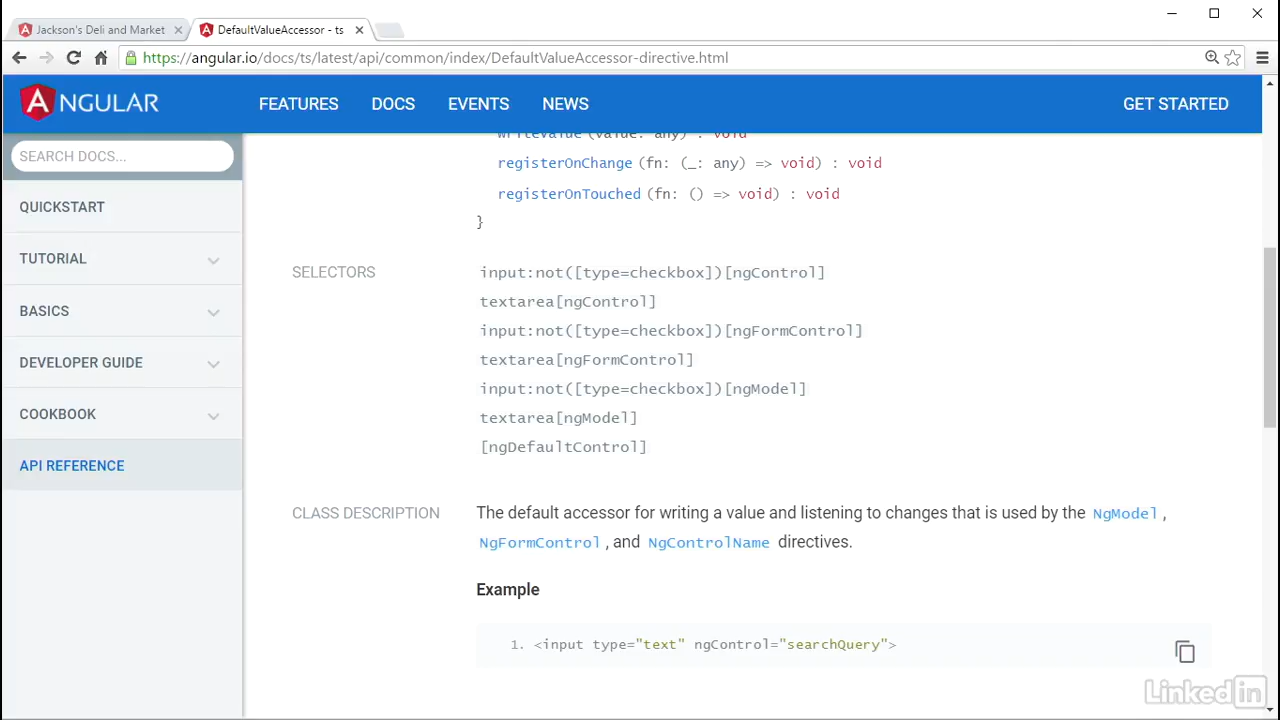 Jackson's Deli and Market
DefaultValueAccessor - ts
https://angular.io/docs/ts/latest/api/common/index/DefaultValueAccessor-directive.html
ANGULAR
FEATURES
DOCS
EVENTS
NEWS
GET STARTED
SEARCH DOCS...
QUICKSTART
TUTORIAL
BASICS
DEVELOPER GUIDE
COOKBOOK
API REFERENCE
writeValue (value: any) : void
registerOnChange (fn: (_: any) => void) : void
registerOnTouched (fn: () => void) : void
}
SELECTORS
input:not([type=checkbox])[ngControl]
textarea[ngControl]
input:not([type=checkbox])[ngFormControl]
textarea[ngFormControl]
input:not([type=checkbox])[ngModel]
textarea[ngModel]
[ngDefaultControl]
CLASS DESCRIPTION
The default accessor for writing a value and listening to changes that is used by the NgModel ,
NgFormControl , and NgControlName directives.
Example
1. <input type="text" ngControl="searchQuery">
LinkedIn